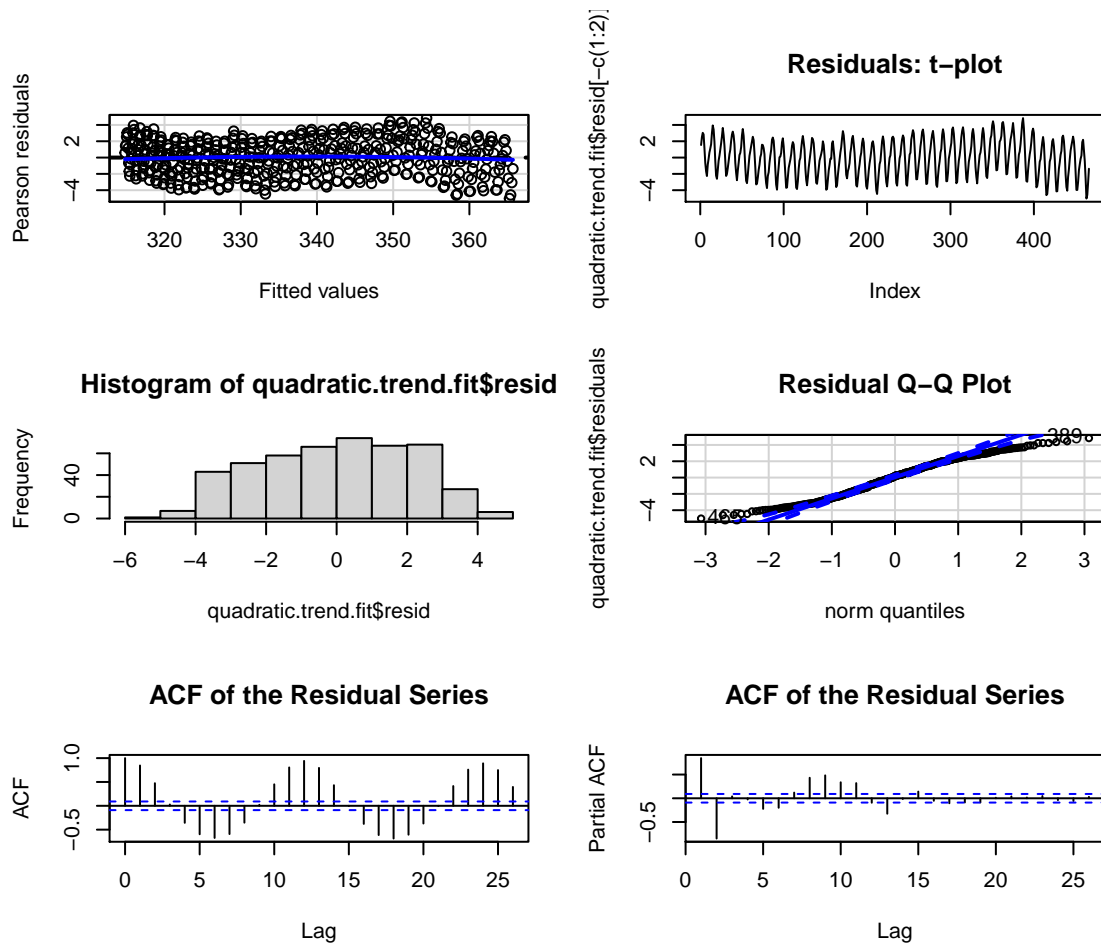 Pearson residuals
2
−4
320 330 340 350 360
Fitted values
Residuals: t−plot
quadratic.trend.fit$resid[−c(1:2)]
2
−4
0 100 200 300 400
Index
Histogram of quadratic.trend.fit$resid
Frequency
40
0
−6 −4 −2 0 2 4
quadratic.trend.fit$resid
Residual Q−Q Plot
quadratic.trend.fit$residuals
2
−4
389
465
−3 −2 −1 0 1 2 3
norm quantiles
ACF of the Residual Series
ACF
1.0
−0.5
0 5 10 15 20 25
Lag
ACF of the Residual Series
Partial ACF
−0.5
0 5 10 15 20 25
Lag